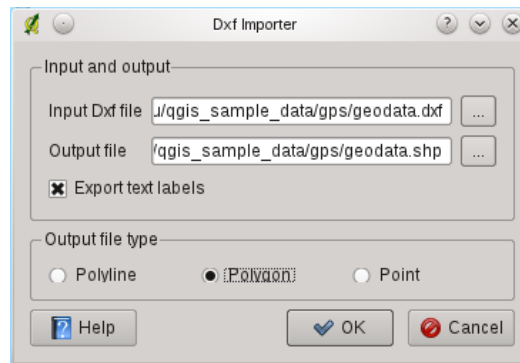 Dxf Importer
Input and output
Input Dxf file u/qgis_sample_data/gps/geodata.dxf ...
Output file /qgis_sample_data/gps/geodata.shp ...
Export text labels
Output file type
Polyline Polygon Point
Help OK Cancel